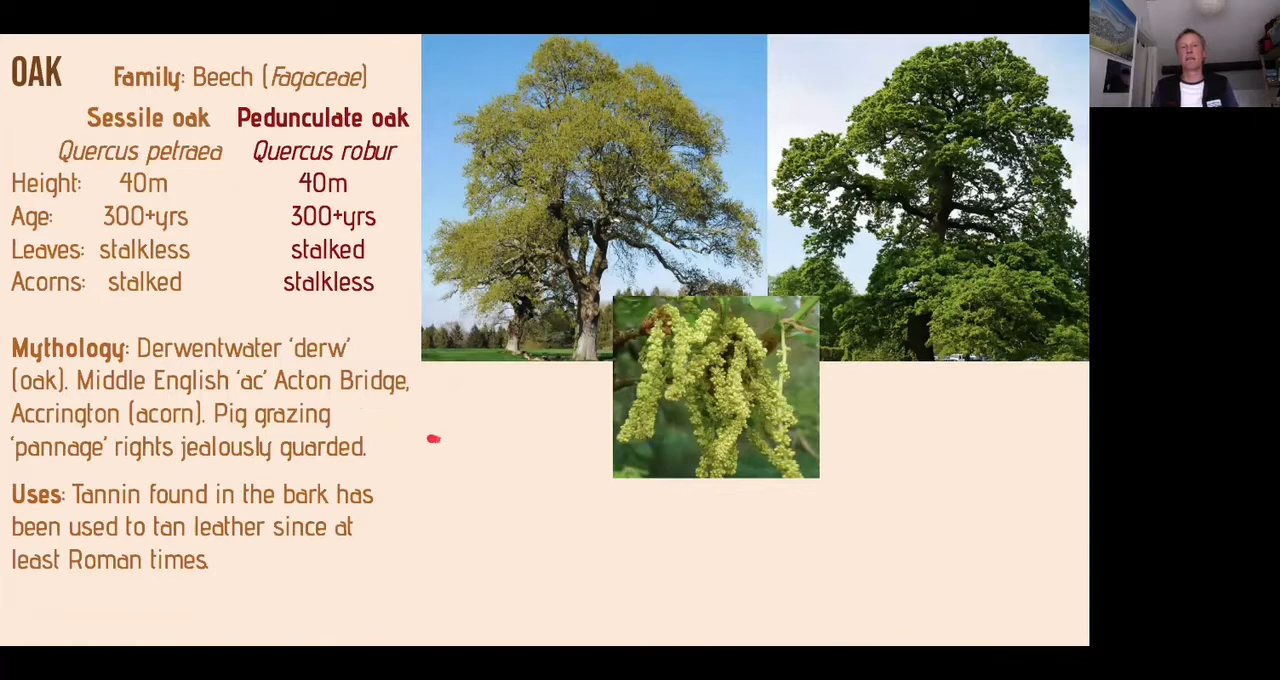 OAK Family: Beech (Fagaceae)
Sessile oak Pedunculate oak
Quercus petraea Quercus robur
Height: 40m 40m
Age: 300+yrs 300+yrs
Leaves: stalkless stalked
Acorns: stalked stalkless
Mythology: Derwentwater 'derw'
(oak). Middle English 'ac' Acton Bridge,
Accrington (acorn). Pig grazing
'pannage' rights jealously guarded.
Uses: Tannin found in the bark has
been used to tan leather since at
least Roman times.